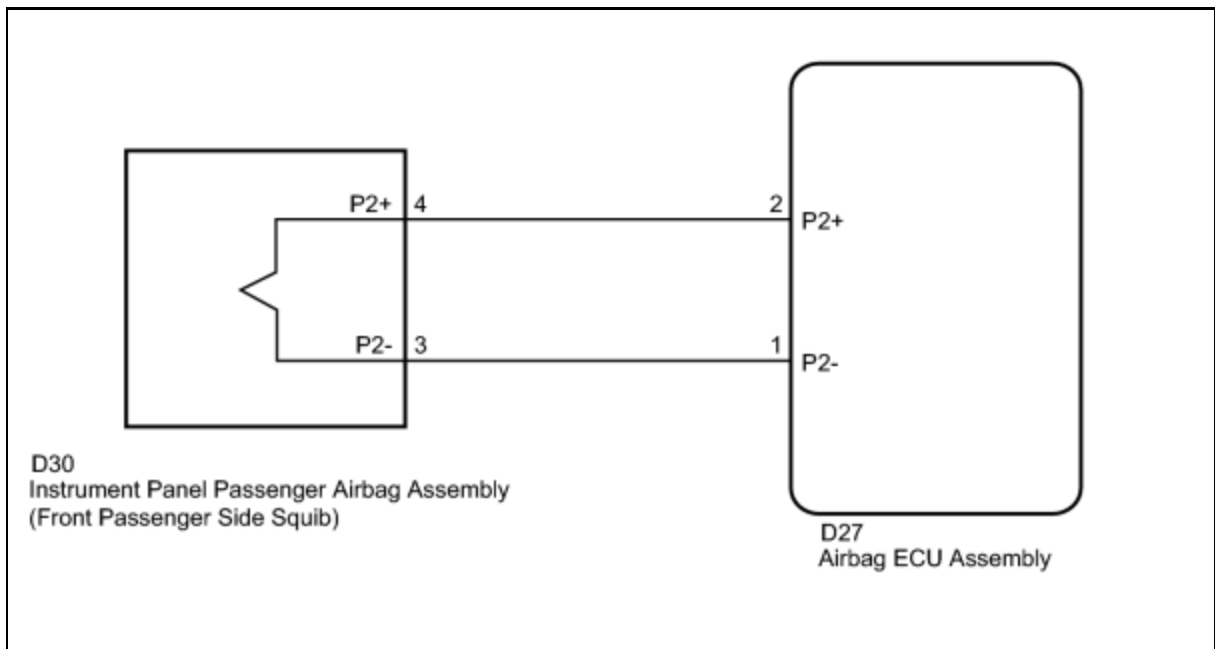 P2+ 4 2 P2+
P2- 3 1 P2-
D30
Instrument Panel Passenger Airbag Assembly
(Front Passenger Side Squib)
D27
Airbag ECU Assembly